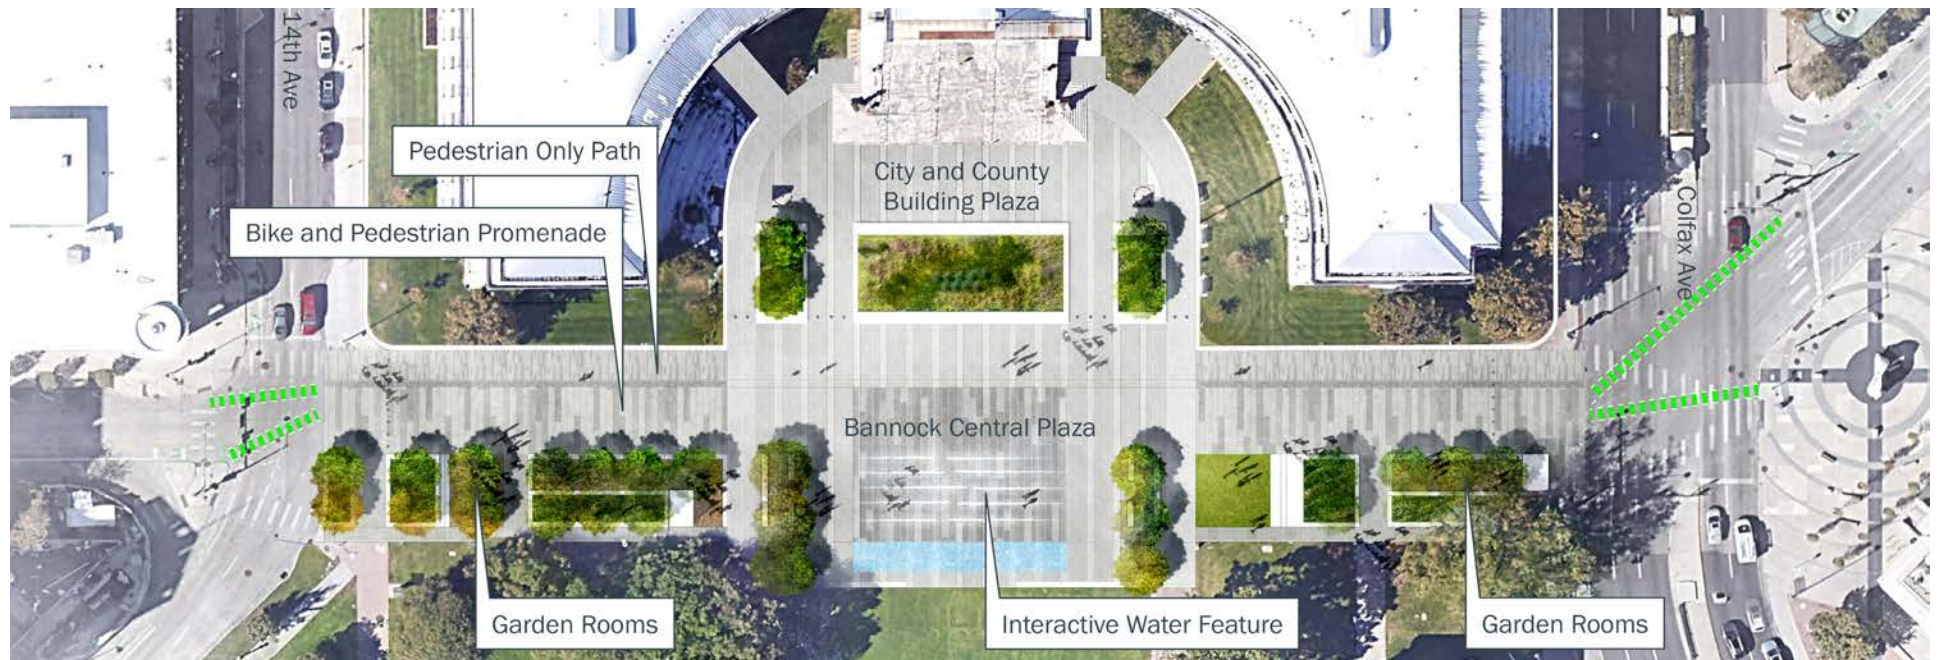 14th Ave
Pedestrian Only Path
City and County
Building Plaza
Colfax Ave
Bike and Pedestrian Promenade
Bannock Central Plaza
Garden Rooms
Interactive Water Feature
Garden Rooms